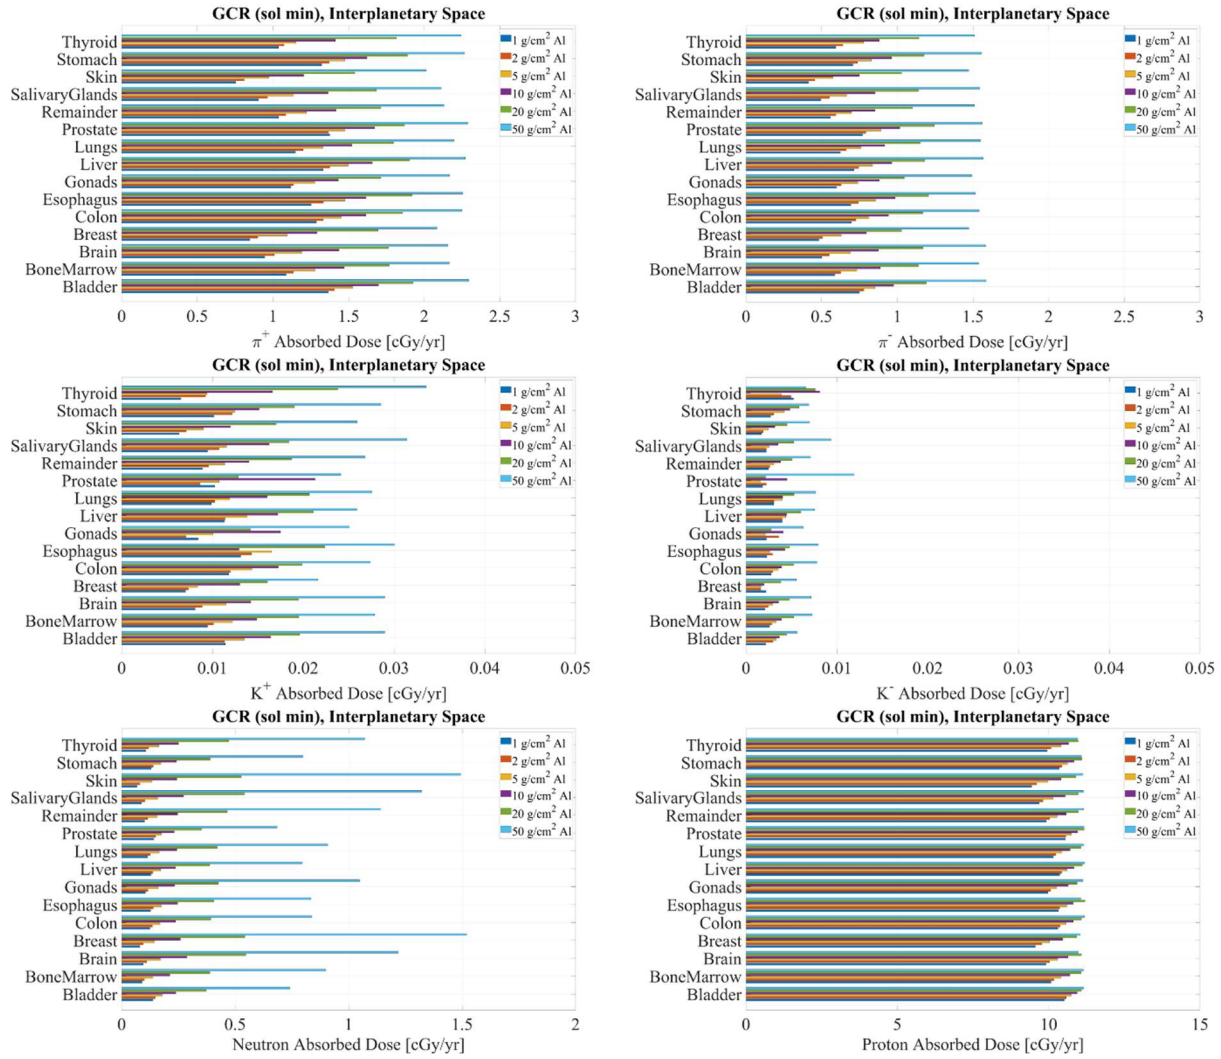 GCR (sol min), Interplanetary Space
Thyroid
Stomach
Skin
SalivaryGlands
Remainder
Prostate
Lungs
Liver
Gonads
Esophagus
Colon
Breast
Brain
BoneMarrow
Bladder
1 g/cm² Al
2 g/cm² Al
5 g/cm² Al
10 g/cm² Al
20 g/cm² Al
50 g/cm² Al
0 0.5 1 1.5 2 2.5 3
π⁺ Absorbed Dose [cGy/yr]
GCR (sol min), Interplanetary Space
Thyroid
Stomach
Skin
SalivaryGlands
Remainder
Prostate
Lungs
Liver
Gonads
Esophagus
Colon
Breast
Brain
BoneMarrow
Bladder
1 g/cm² Al
2 g/cm² Al
5 g/cm² Al
10 g/cm² Al
20 g/cm² Al
50 g/cm² Al
0 0.5 1 1.5 2 2.5 3
π⁻ Absorbed Dose [cGy/yr]
GCR (sol min), Interplanetary Space
Thyroid
Stomach
Skin
SalivaryGlands
Remainder
Prostate
Lungs
Liver
Gonads
Esophagus
Colon
Breast
Brain
BoneMarrow
Bladder
1 g/cm² Al
2 g/cm² Al
5 g/cm² Al
10 g/cm² Al
20 g/cm² Al
50 g/cm² Al
0 0.01 0.02 0.03 0.04 0.05
K⁺ Absorbed Dose [cGy/yr]
GCR (sol min), Interplanetary Space
Thyroid
Stomach
Skin
SalivaryGlands
Remainder
Prostate
Lungs
Liver
Gonads
Esophagus
Colon
Breast
Brain
BoneMarrow
Bladder
1 g/cm² Al
2 g/cm² Al
5 g/cm² Al
10 g/cm² Al
20 g/cm² Al
50 g/cm² Al
0 0.01 0.02 0.03 0.04 0.05
K⁻ Absorbed Dose [cGy/yr]
GCR (sol min), Interplanetary Space
Thyroid
Stomach
Skin
SalivaryGlands
Remainder
Prostate
Lungs
Liver
Gonads
Esophagus
Colon
Breast
Brain
BoneMarrow
Bladder
1 g/cm² Al
2 g/cm² Al
5 g/cm² Al
10 g/cm² Al
20 g/cm² Al
50 g/cm² Al
0 0.5 1 1.5 2
Neutron Absorbed Dose [cGy/yr]
GCR (sol min), Interplanetary Space
Thyroid
Stomach
Skin
SalivaryGlands
Remainder
Prostate
Lungs
Liver
Gonads
Esophagus
Colon
Breast
Brain
BoneMarrow
Bladder
1 g/cm² Al
2 g/cm² Al
5 g/cm² Al
10 g/cm² Al
20 g/cm² Al
50 g/cm² Al
0 5 10 15
Proton Absorbed Dose [cGy/yr]